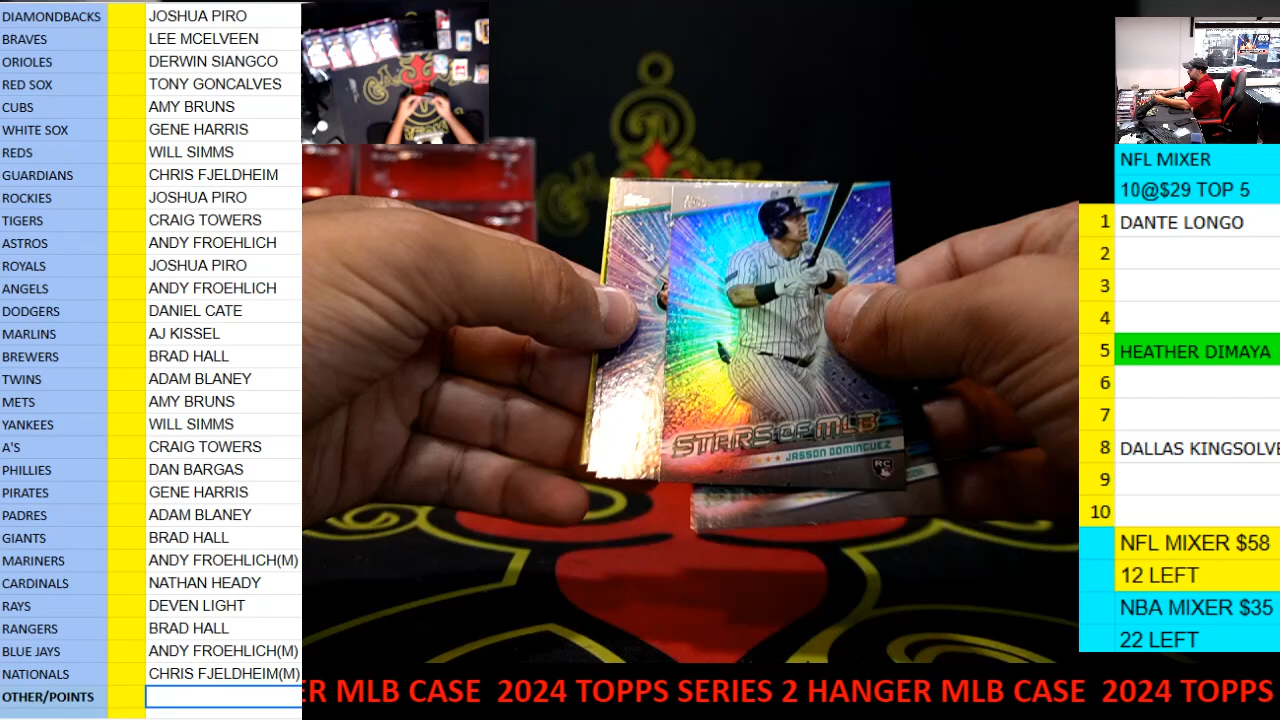 DIAMONDBACKS JOSHUA PIRO
BRAVES LEE MCELVEEN
ORIOLES DERWIN SIANGCO
RED SOX TONY GONCALVES
CUBS AMY BRUNS
WHITE SOX GENE HARRIS
REDS WILL SIMMS
GUARDIANS CHRIS FJELDHEIM
ROCKIES JOSHUA PIRO
TIGERS CRAIG TOWERS
ASTROS ANDY FROEHLICH
ROYALS JOSHUA PIRO
ANGELS ANDY FROEHLICH
DODGERS DANIEL CATE
MARLINS AJ KISSEL
BREWERS BRAD HALL
TWINS ADAM BLANEY
METS AMY BRUNS
YANKEES WILL SIMMS
A'S CRAIG TOWERS
PHILLIES DAN BARGAS
PIRATES GENE HARRIS
PADRES ADAM BLANEY
GIANTS BRAD HALL
MARINERS ANDY FROEHLICH(M)
CARDINALS NATHAN HEADY
RAYS DEVEN LIGHT
RANGERS BRAD HALL
BLUE JAYS ANDY FROEHLICH(M)
NATIONALS CHRIS FJELDHEIM(M)
OTHER/POINTS
STARS OF MLB
JASSON DOMINGUEZ
RC
NFL MIXER
10@$29 TOP 5
1 DANTE LONGO
2
3
4
5 HEATHER DIMAYA
6
7
8 DALLAS KINGSOLVE
9
10
NFL MIXER $58
12 LEFT
NBA MIXER $35
22 LEFT
ER MLB CASE 2024 TOPPS SERIES 2 HANGER MLB CASE 2024 TOPPS